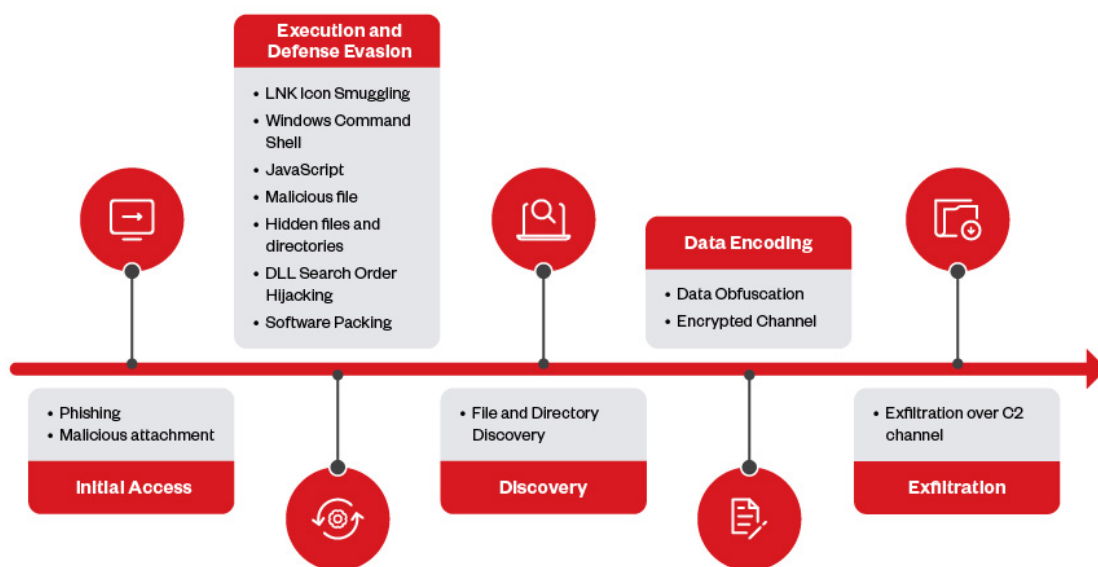 Execution and
Defense Evasion
• LNK Icon Smuggling
• Windows Command
Shell
• JavaScript
• Malicious file
• Hidden files and
directories
• DLL Search Order
Hijacking
• Software Packing
Data Encoding
• Data Obfuscation
• Encrypted Channel
• Phishing
• Malicious attachment
Initial Access
• File and Directory
Discovery
Discovery
• Exfiltration over C2
channel
Exfiltration